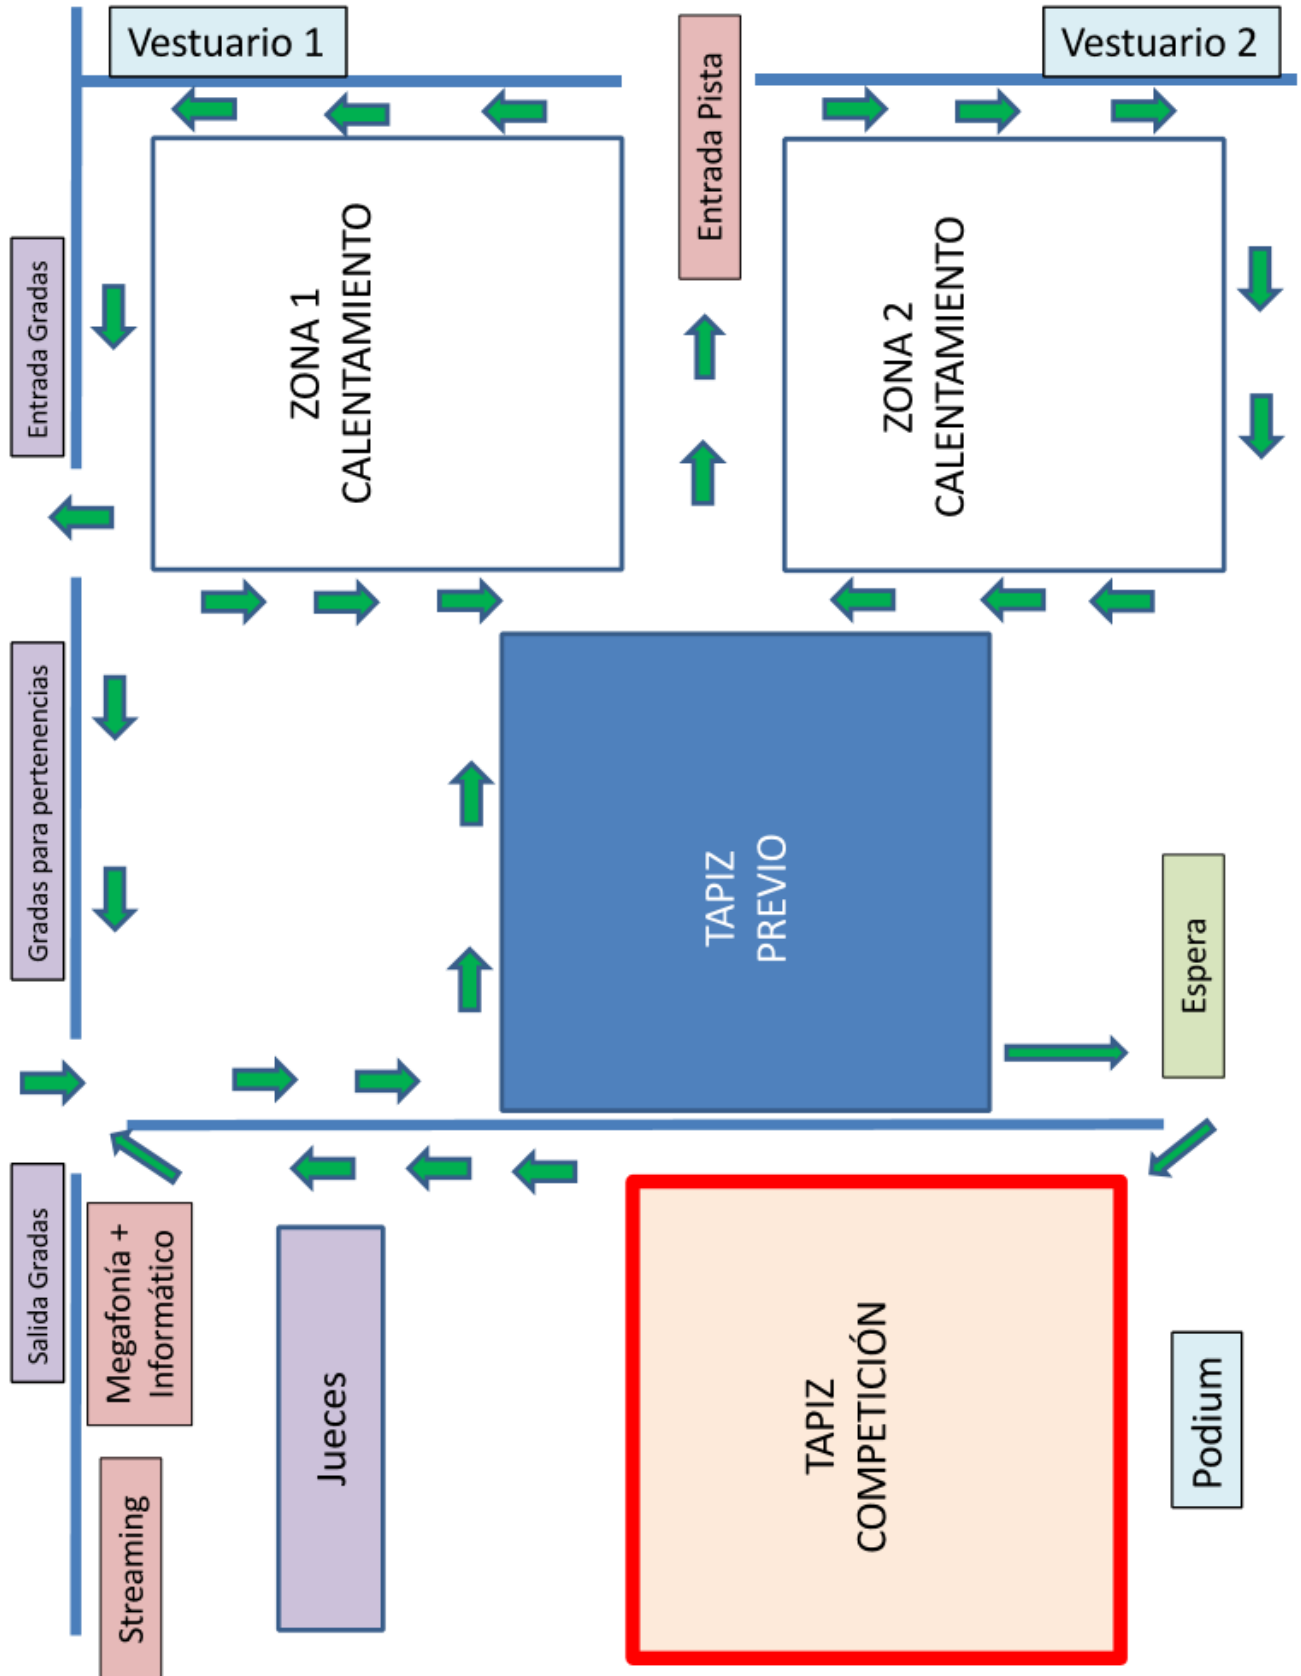 Vestuario 1
Vestuario 2
Entrada Pista
Entrada Gradas
ZONA 1
CALENTAMIENTO
ZONA 2
CALENTAMIENTO
Gradas para pertenencias
TAPIZ
PREVIO
Espera
Salida Gradas
Megafonía +
Informático
Streaming
Jueces
TAPIZ
COMPETICIÓN
Podium